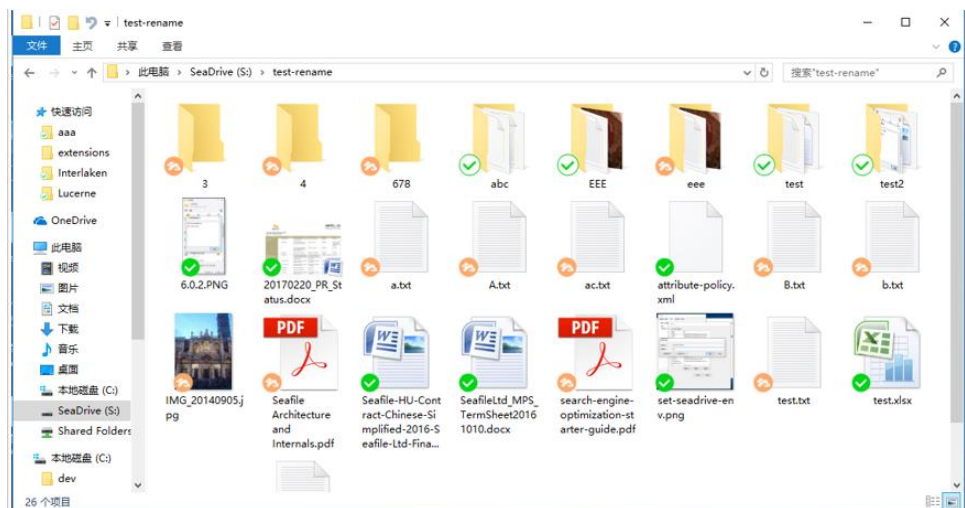 test-rename
文件 主页 共享 查看
此电脑 > SeaDrive (S:) > test-rename
搜索"test-rename"
快速访问
aaa
extensions
Interlaken
Lucerne
OneDrive
此电脑
视频
图片
文档
下载
音乐
桌面
本地磁盘 (C:)
SeaDrive (S:)
Shared Folders
本地磁盘 (C:)
dev
3
4
678
abc
EEE
eee
test
test2
6.0.2.PNG
20170220_PR_St
atus.docx
a.txt
A.txt
ac.txt
attribute-policy.
xml
B.txt
b.txt
IMG_20140905.j
pg
PDF
Seafile
Architecture
and
Internals.pdf
Seafile-HU-Cont
ract-Chinese-Si
mplified-2016-S
eafile-Ltd-Fina...
SeafileLtd_MPS_
TermSheet2016
1010.docx
PDF
search-engine-
optimization-st
arter-guide.pdf
set-seadrive-en
v.png
test.txt
test.xlsx
26 个项目